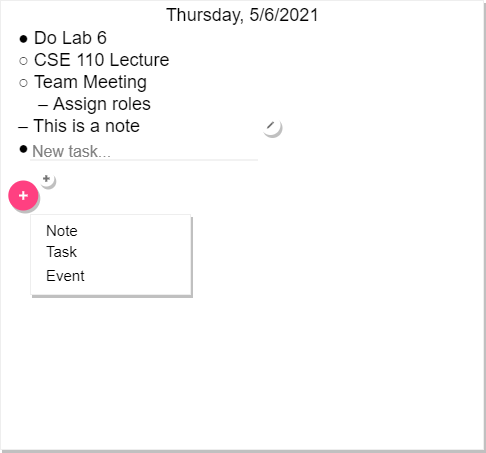 Thursday, 5/6/2021
● Do Lab 6
○ CSE 110 Lecture
○ Team Meeting
– Assign roles
– This is a note
● New task...
+
+
Note
Task
Event